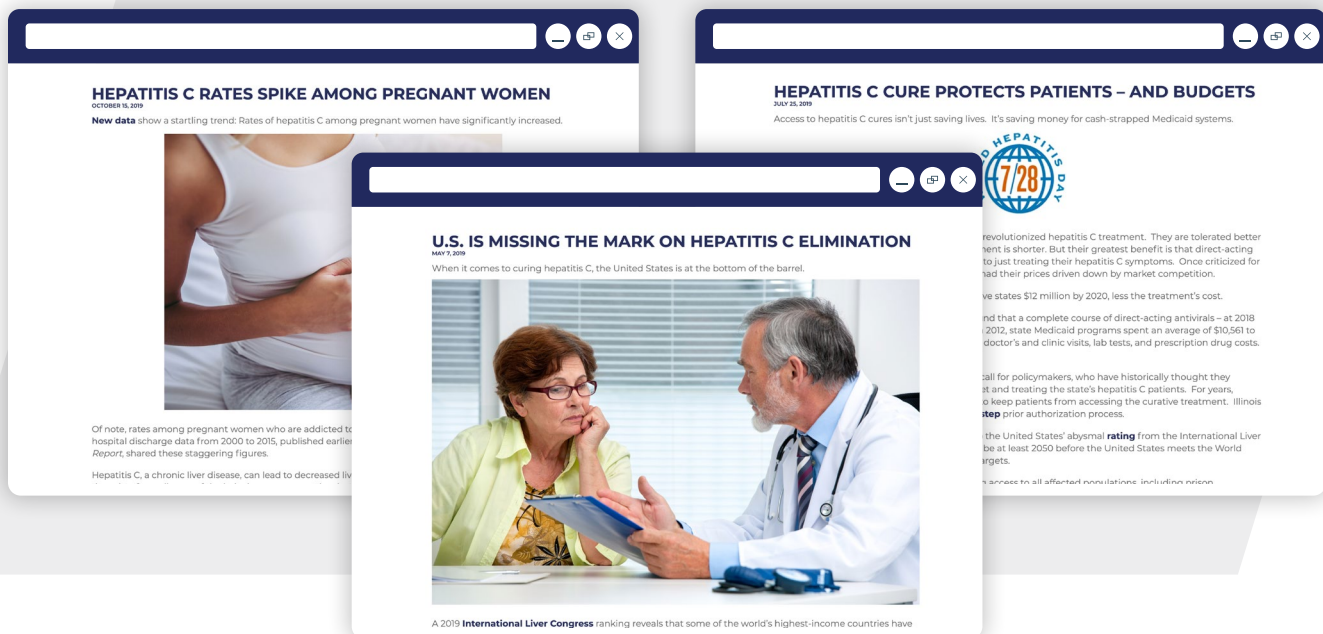 HEPATITIS C RATES SPIKE AMONG PREGNANT WOMEN
OCTOBER 15, 2019
New data show a startling trend: Rates of hepatitis C among pregnant women have significantly increased.
Of note, rates among pregnant women who are addicted to
hospital discharge data from 2000 to 2015, published earlier
Report, shared these staggering figures.
Hepatitis C, a chronic liver disease, can lead to decreased liv
U.S. IS MISSING THE MARK ON HEPATITIS C ELIMINATION
MAY 7, 2019
When it comes to curing hepatitis C, the United States is at the bottom of the barrel.
A 2019 International Liver Congress ranking reveals that some of the world's highest-income countries have
HEPATITIS C CURE PROTECTS PATIENTS – AND BUDGETS
JULY 25, 2019
Access to hepatitis C cures isn't just saving lives. It's saving money for cash-strapped Medicaid systems.
HEPATITIS DAY
7/28
revolutionized hepatitis C treatment. They are tolerated better
ment is shorter. But their greatest benefit is that direct-acting
to just treating their hepatitis C symptoms. Once criticized for
had their prices driven down by market competition.
ve states $12 million by 2020, less the treatment's cost.
nd that a complete course of direct-acting antivirals – at 2018
2012, state Medicaid programs spent an average of $10,561 to
doctor's and clinic visits, lab tests, and prescription drug costs.
call for policymakers, who have historically thought they
et and treating the state's hepatitis C patients. For years,
to keep patients from accessing the curative treatment. Illinois
step prior authorization process.
the United States' abysmal rating from the International Liver
be at least 2050 before the United States meets the World
argets.
access to all affected populations, including prison